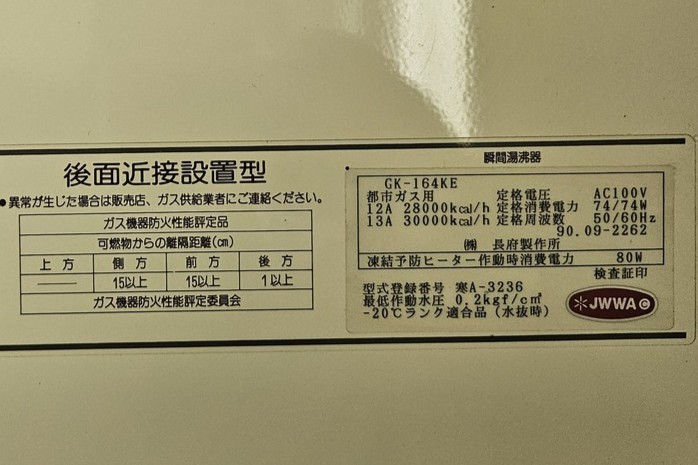 後面近接設置型
●異常が生じた場合は販売店、ガス供給業者にご連絡ください。
ガス機器防火性能評定品
可燃物からの離隔距離(cm)
上方 側方 前方 後方
—— 15以上 15以上 1以上
ガス機器防火性能評定委員会
瞬間湯沸器
GK-164KE
都市ガス用 定格電圧 AC100V
12A 28000kcal/h 定格消費電力 74/74W
13A 30000kcal/h 定格周波数 50/60Hz
90.09-2262
㈱ 長府製作所
凍結予防ヒーター作動時消費電力 80W
検査証印
型式登録番号 寒A-3236
最低作動水圧 0.2kgf/c㎡
-20℃ランク適合品(水抜時)
JWWA